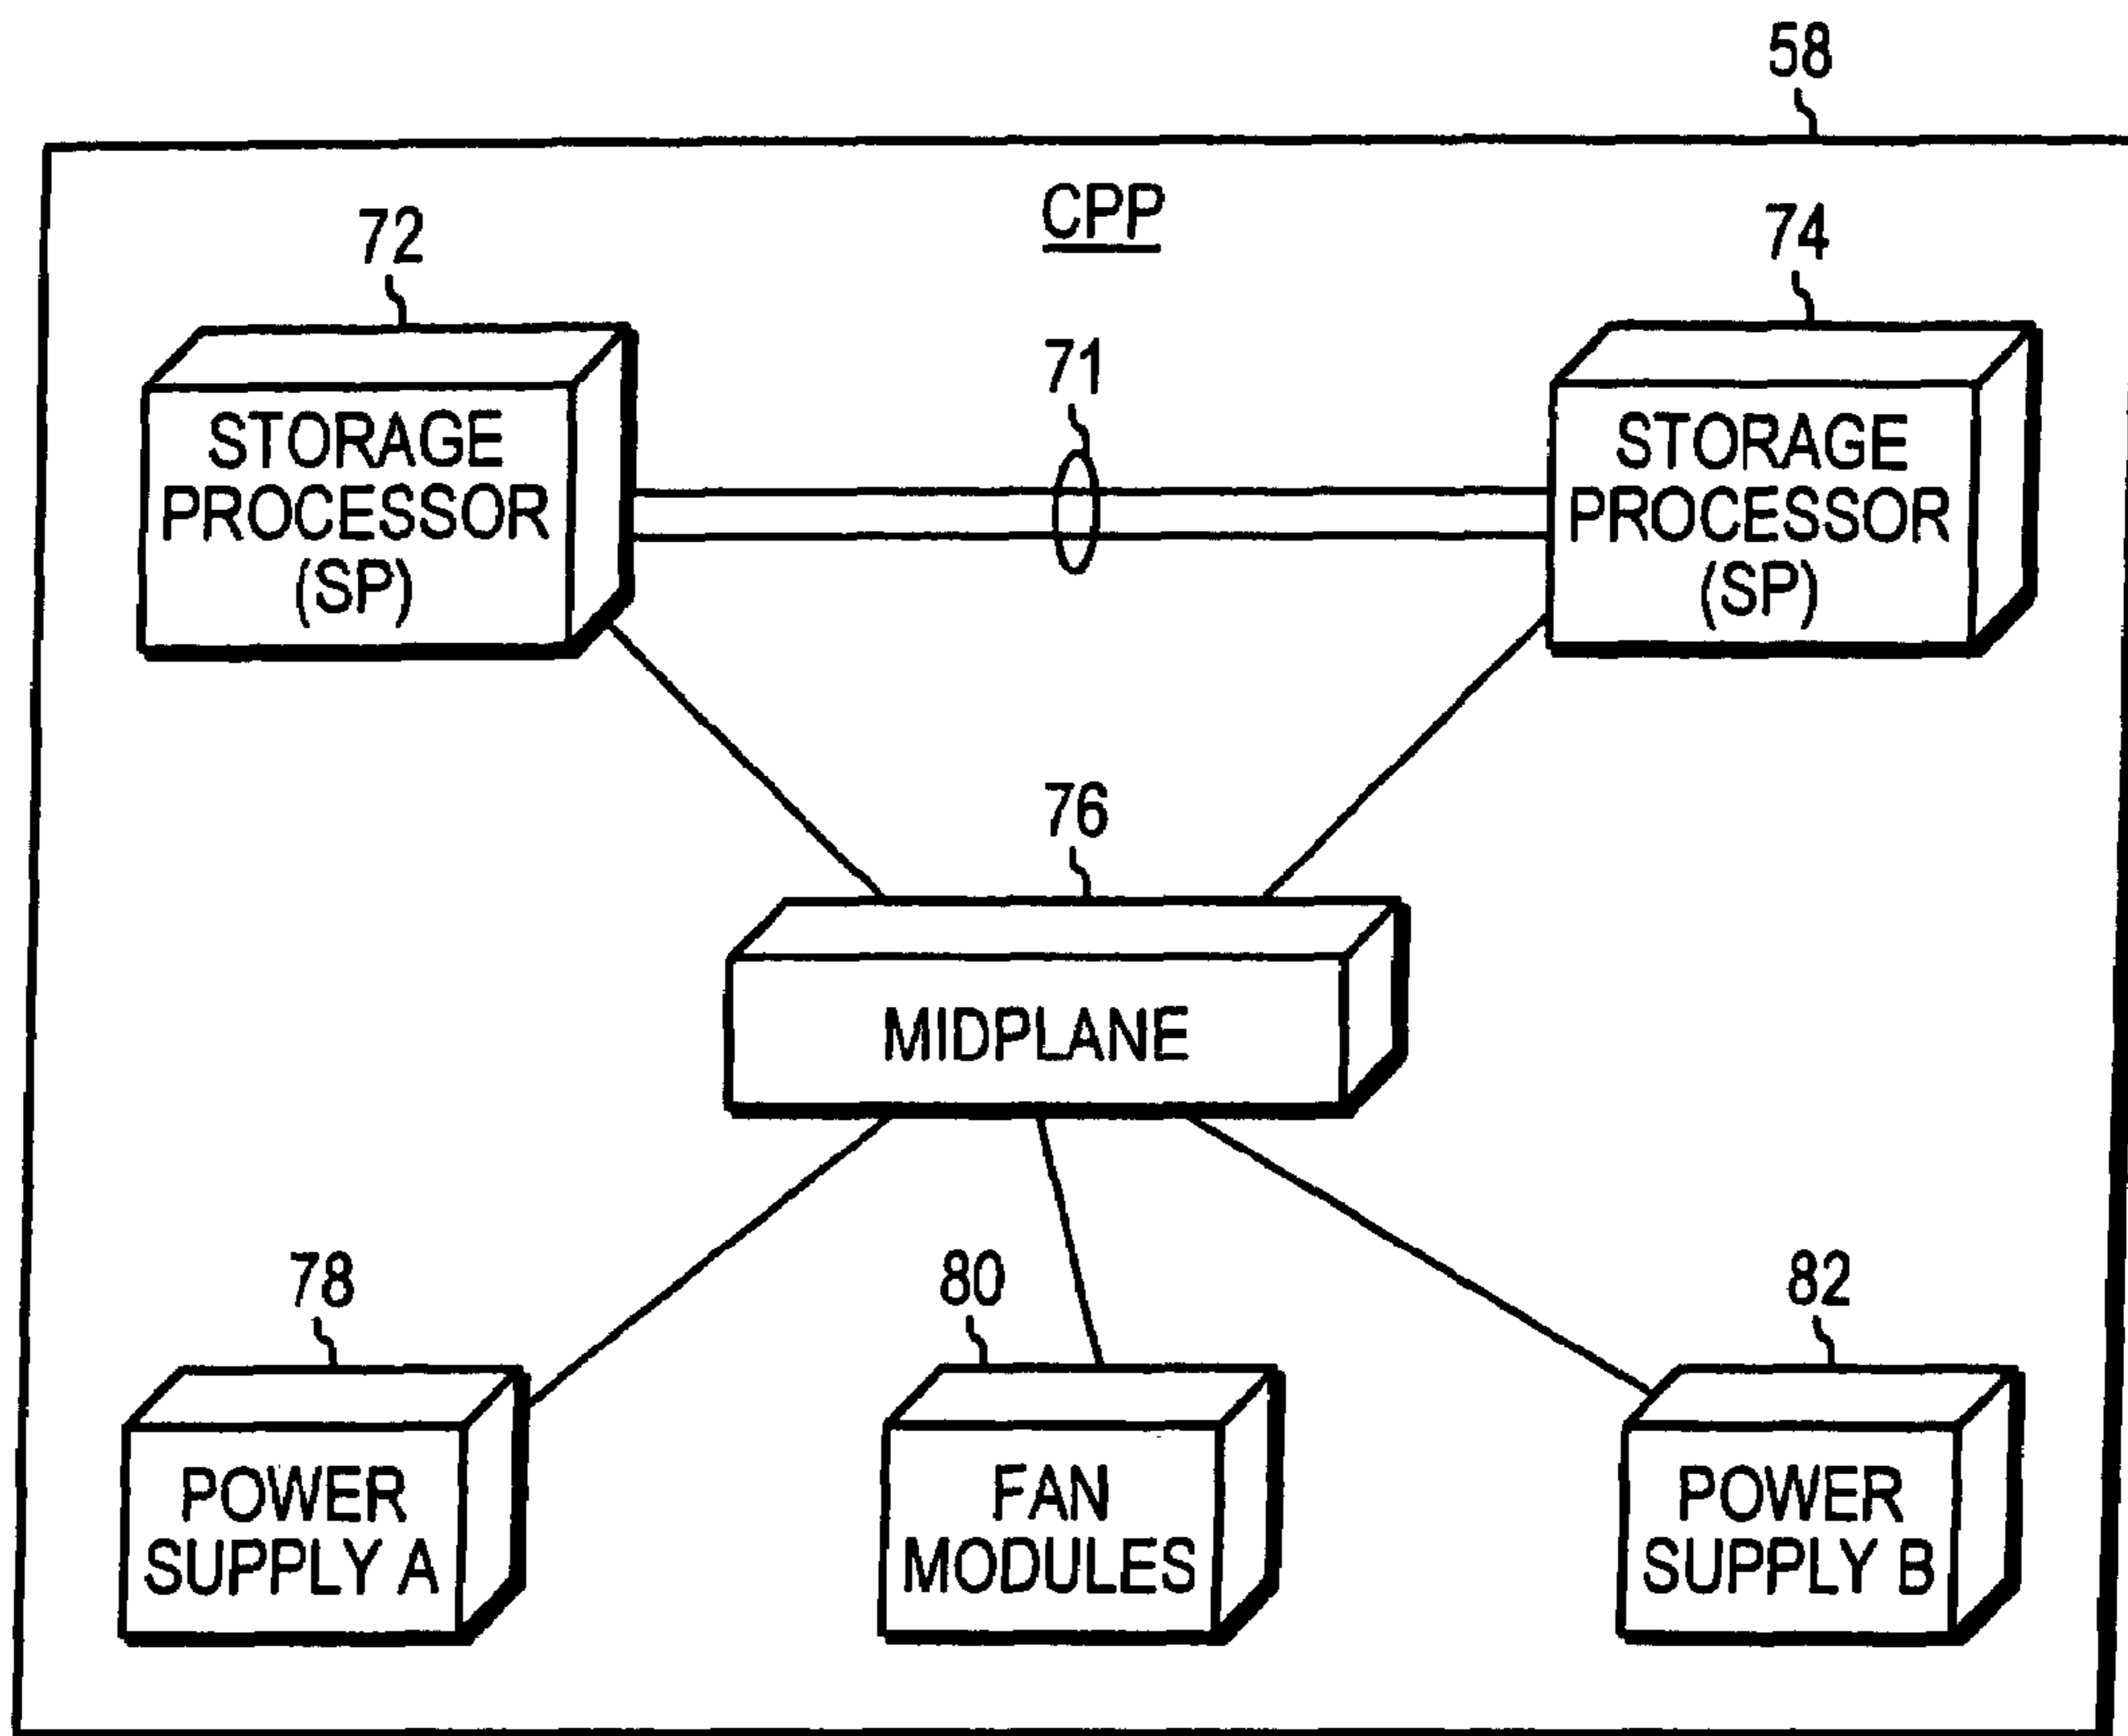 58
CPP
72
74
71
STORAGE
PROCESSOR
(SP)
STORAGE
PROCESSOR
(SP)
76
MIDPLANE
78
80
82
POWER
SUPPLY A
FAN
MODULES
POWER
SUPPLY B